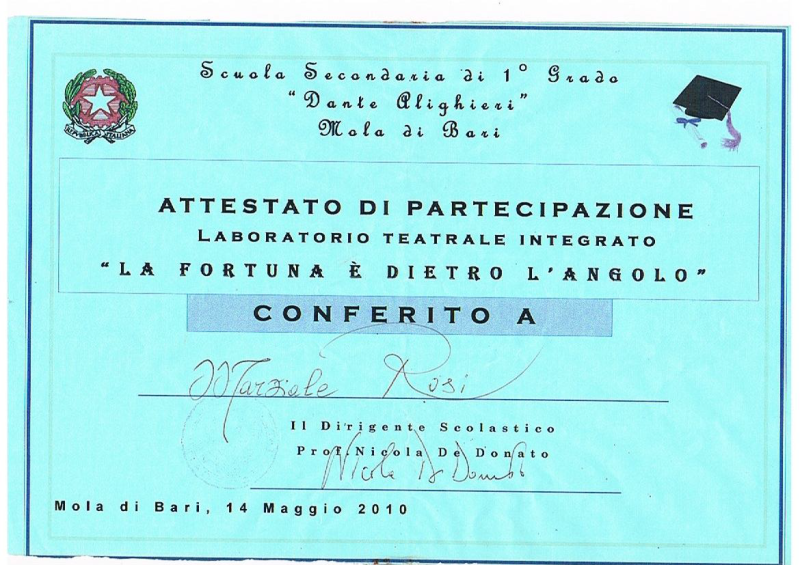 Scuola Secondaria di 1° Grado
"Dante Alighieri"
Mola di Bari
REPVBBLICA ITALIANA
ATTESTATO DI PARTECIPAZIONE
LABORATORIO TEATRALE INTEGRATO
"LA FORTUNA È DIETRO L'ANGOLO"
CONFERITO A
Marziale Rosi
Il Dirigente Scolastico
Prof.Nicola De Donato
Nicola De Donato
Mola di Bari, 14 Maggio 2010